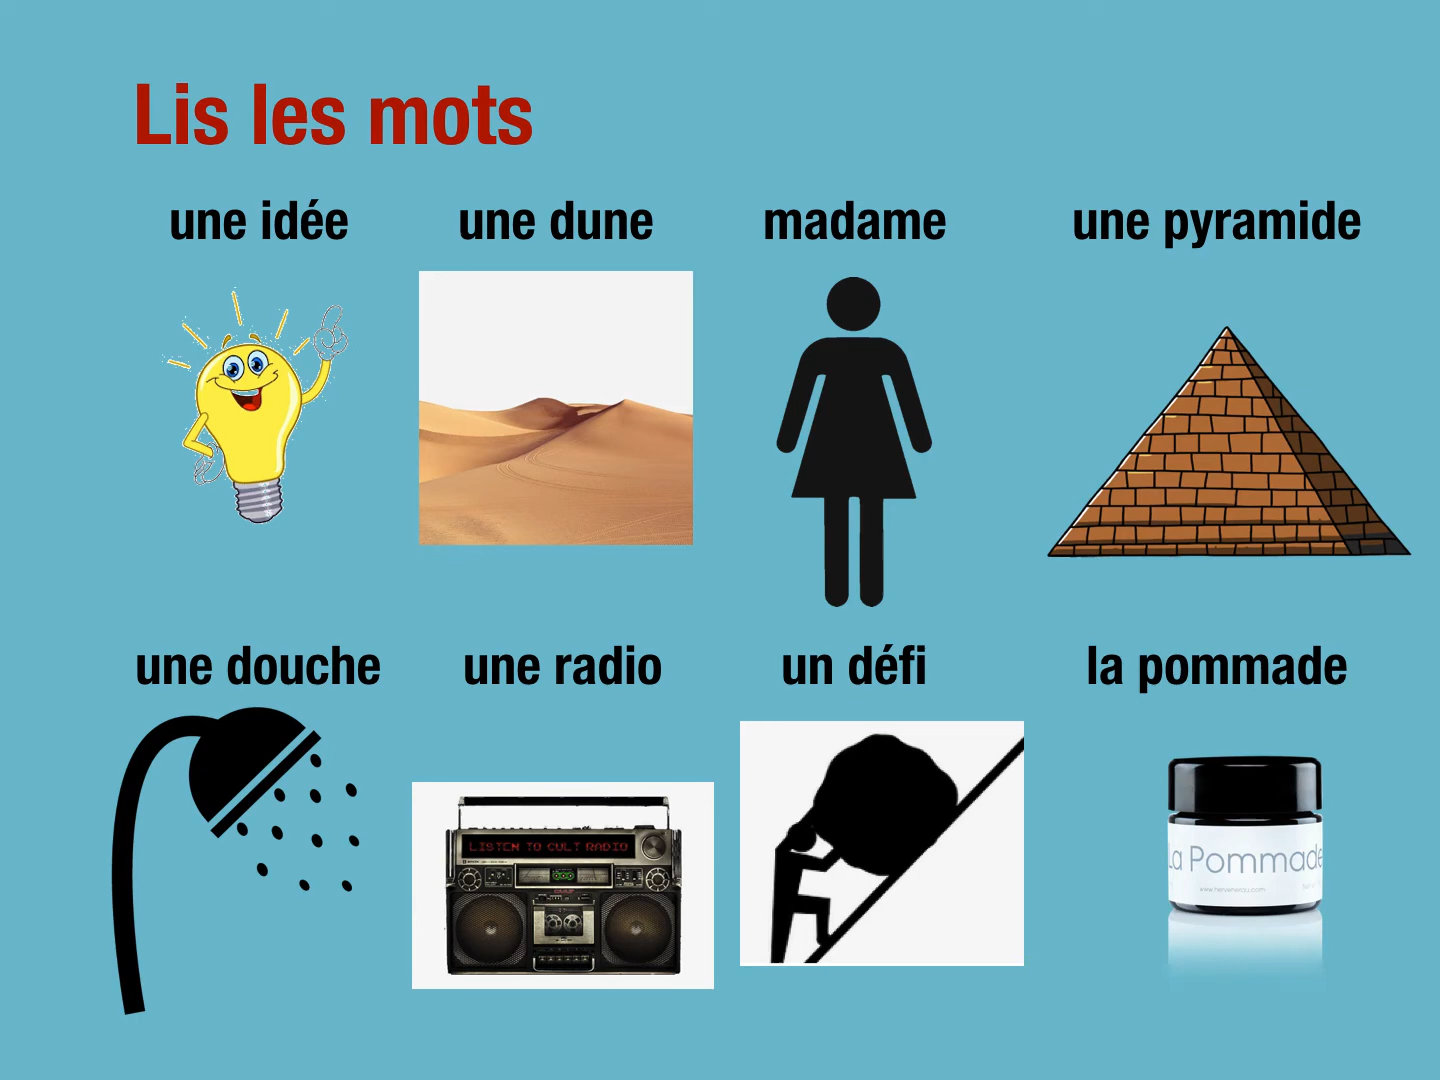 Lis les mots
une idée
une dune
madame
une pyramide
une douche
une radio
un défi
la pommade
LISTEN TO CULT RADIO
La Pommade